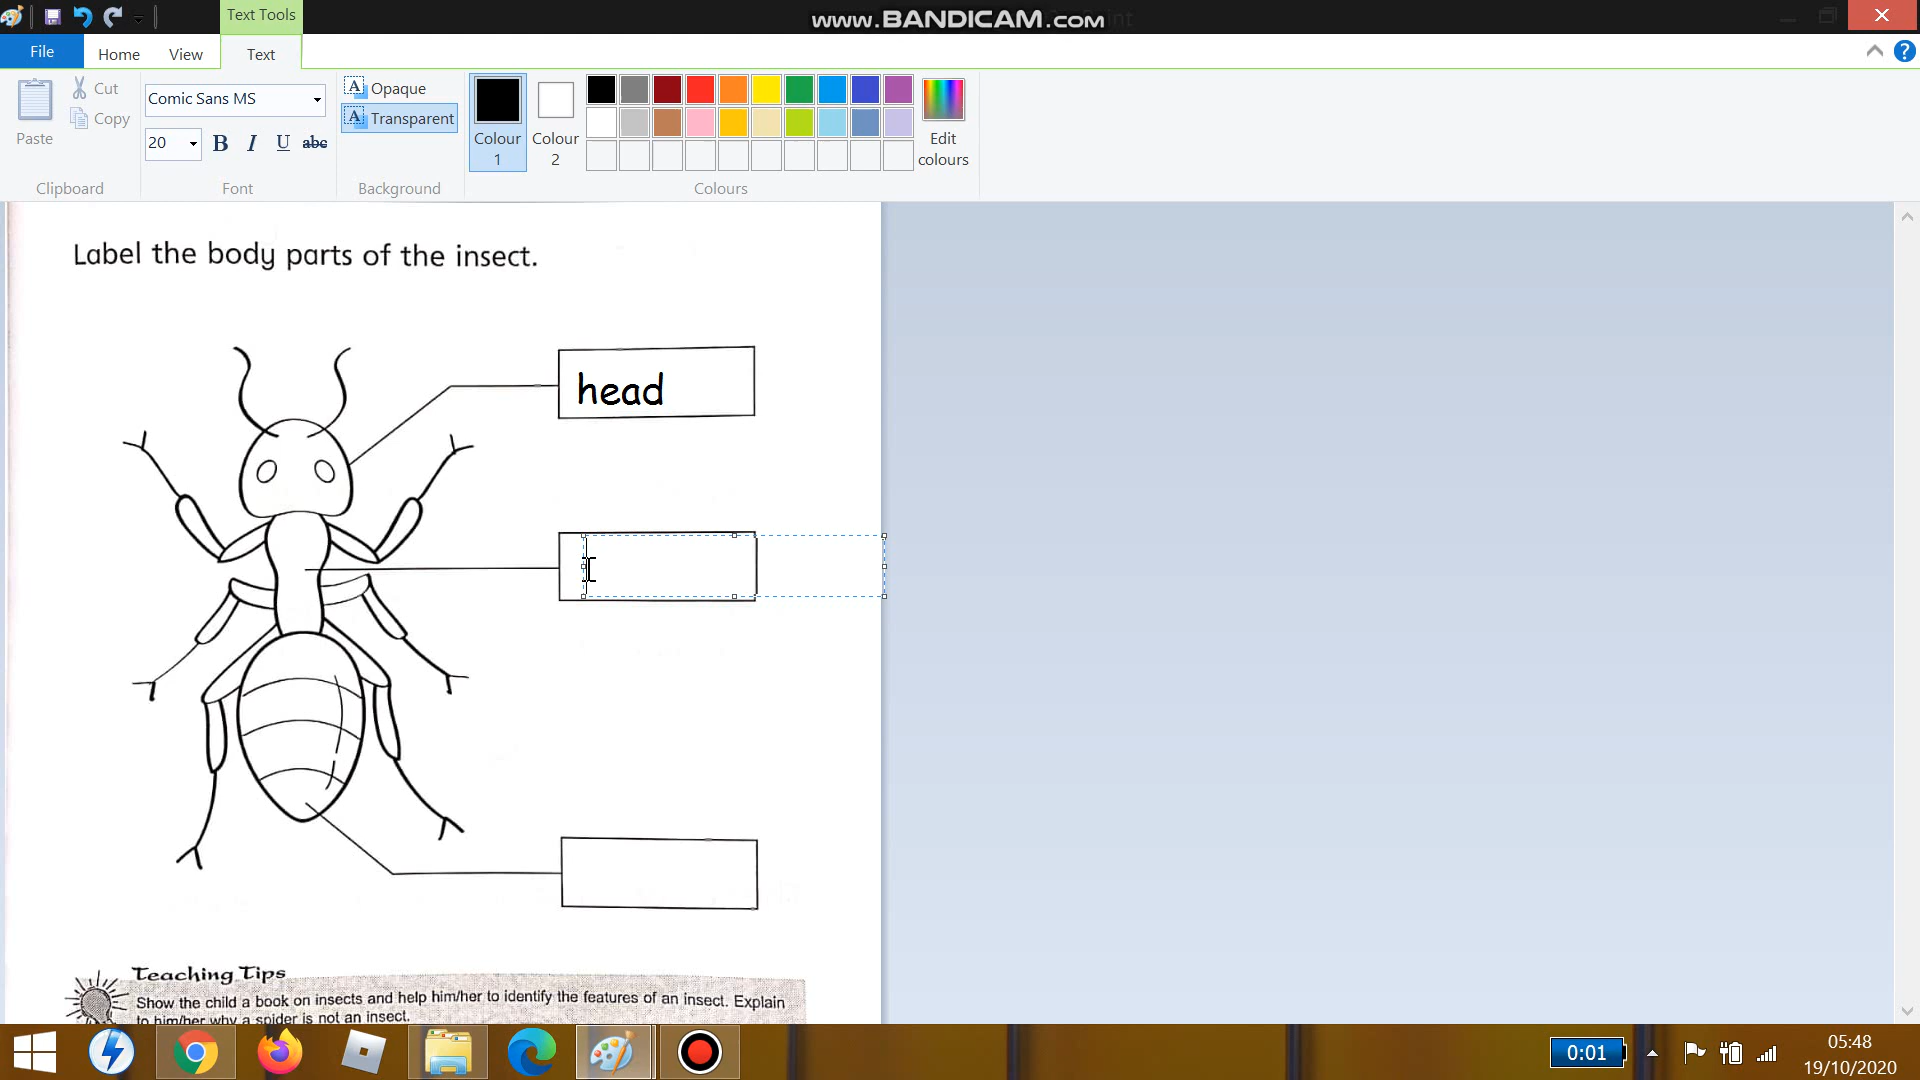 Text Tools
www.BANDICAM.com
File
Home
View
Text
Paste
Cut
Copy
Clipboard
Comic Sans MS
20
B I U abc
Font
Opaque
Transparent
Background
Colour 1
Colour 2
Edit colours
Colours
Label the body parts of the insect.
head
Teaching Tips
Show the child a book on insects and help him/her to identify the features of an insect. Explain
to him/her why a spider is not an insect.
0:01
05:48
19/10/2020